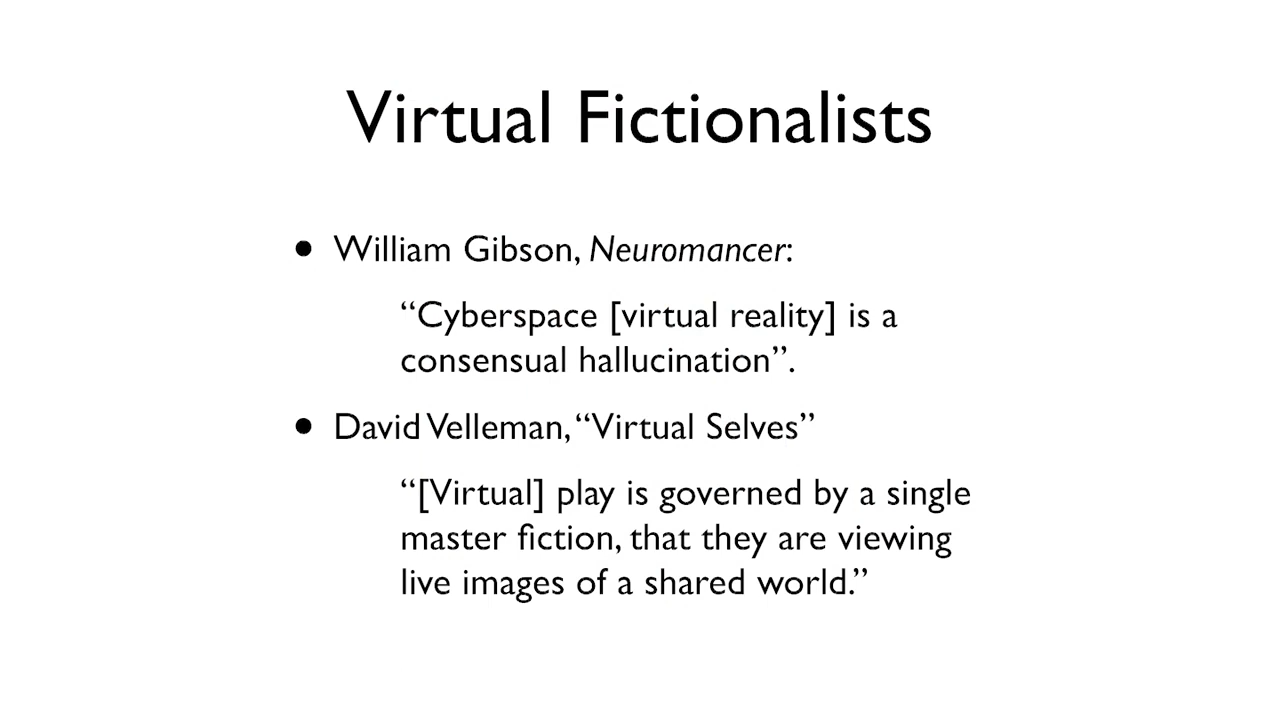 Virtual Fictionalists
• William Gibson, Neuromancer:
“Cyberspace [virtual reality] is a
consensual hallucination”.
• David Velleman, “Virtual Selves”
“[Virtual] play is governed by a single
master fiction, that they are viewing
live images of a shared world.”